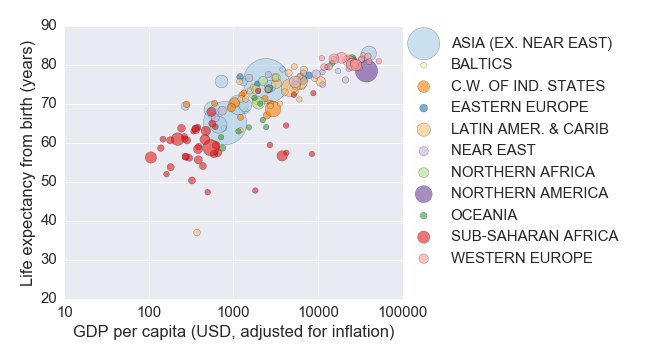 90
80
70
60
50
40
30
20
Life expectancy from birth (years)
10 100 1000 10000 100000
GDP per capita (USD, adjusted for inflation)
ASIA (EX. NEAR EAST)
BALTICS
C.W. OF IND. STATES
EASTERN EUROPE
LATIN AMER. & CARIB
NEAR EAST
NORTHERN AFRICA
NORTHERN AMERICA
OCEANIA
SUB-SAHARAN AFRICA
WESTERN EUROPE